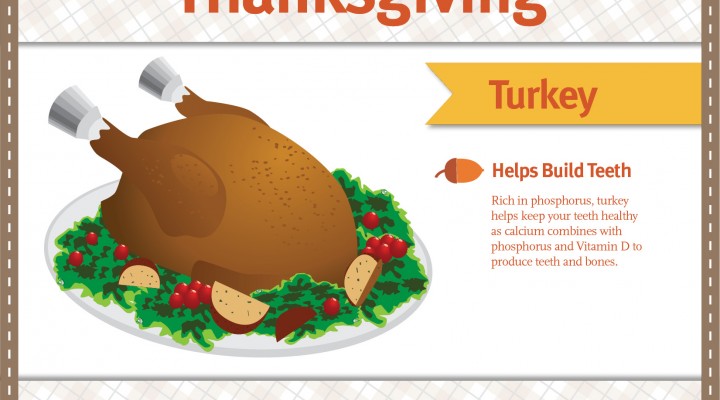 Thanksgiving
Turkey
Helps Build Teeth
Rich in phosphorus, turkey
helps keep your teeth healthy
as calcium combines with
phosphorus and Vitamin D to
produce teeth and bones.